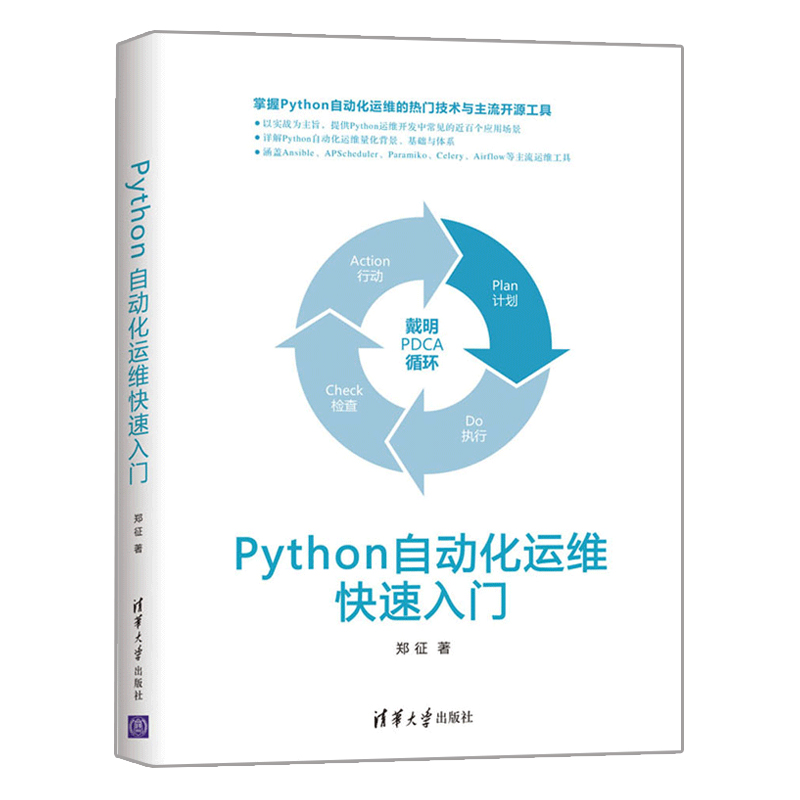 掌握Python自动化运维的热门技术与主流开源工具
●以实战为主旨，提供Python运维开发中常见的近百个应用场景
●详解Python自动化运维量化背景、基础与体系
●涵盖Ansible、APScheduler、Paramiko、Celery、Airflow等主流运维工具
Action
行动
Plan
计划
戴明
PDCA
循环
Check
检查
Do
执行
Python自动化运维
快速入门
郑征 著
清华大学出版社
Python 自动化运维快速入门
郑征 著
清华大学出版社